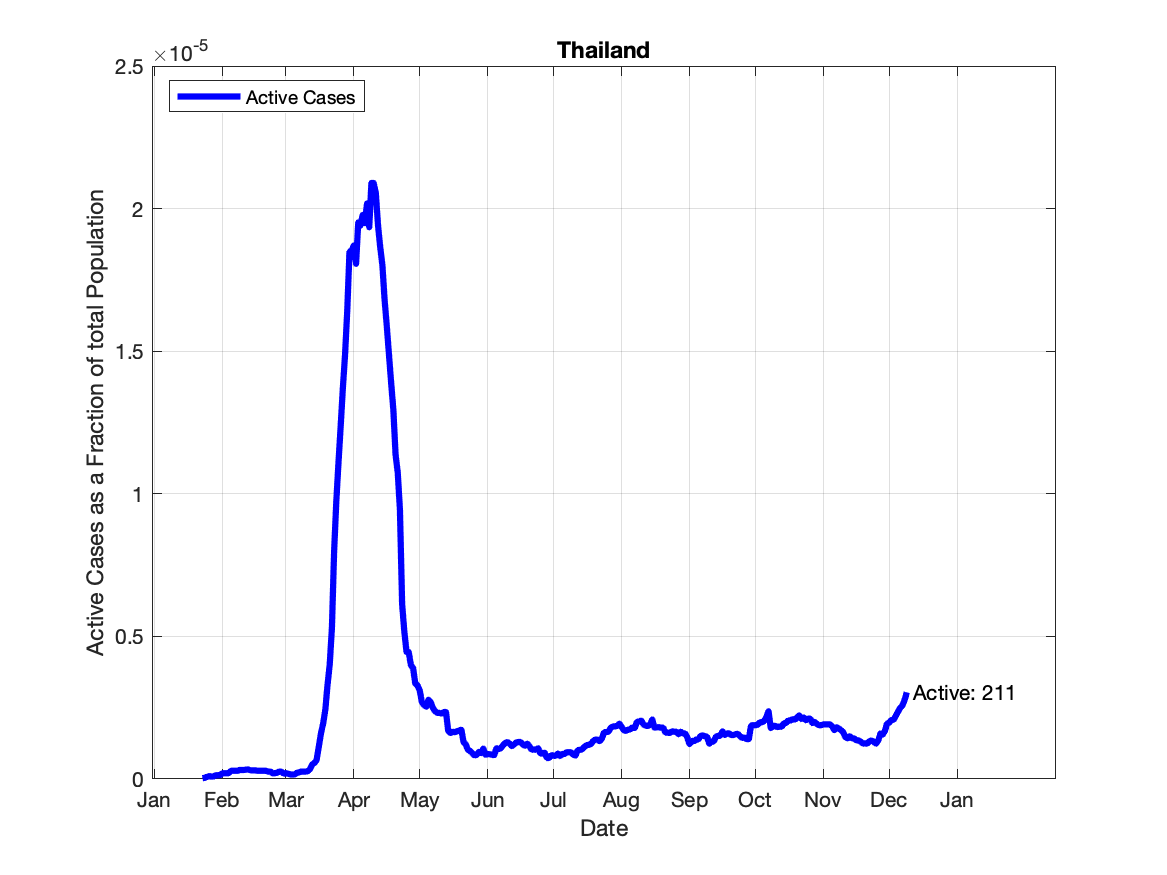 Thailand
×10-5
Active Cases
2.5
2
1.5
1
0.5
0
Active Cases as a Fraction of total Population
Active: 211
Jan Feb Mar Apr May Jun Jul Aug Sep Oct Nov Dec Jan
Date